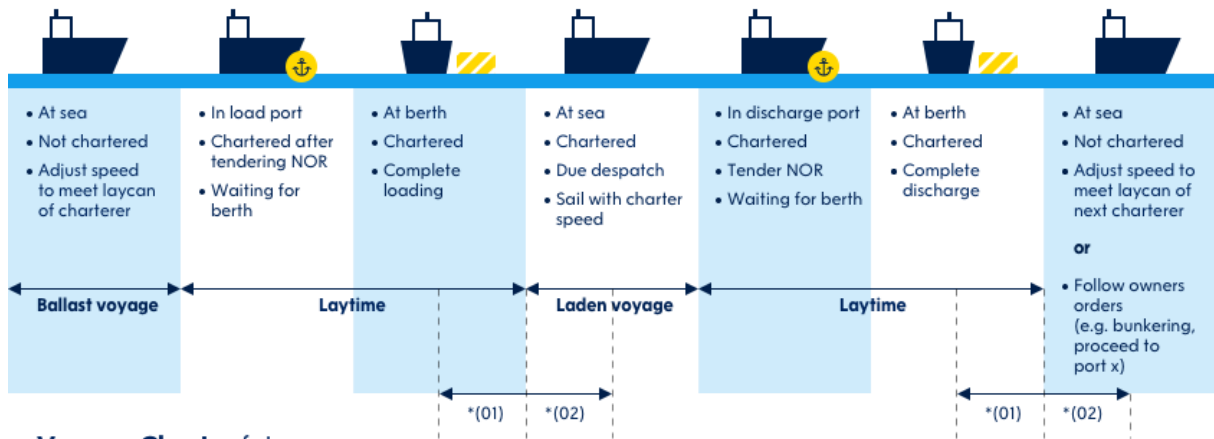 • At sea
• Not chartered
• Adjust speed
to meet laycan
of charterer
• In load port
• Chartered after
tendering NOR
• Waiting for
berth
• At berth
• Chartered
• Complete
loading
• At sea
• Chartered
• Due despatch
• Sail with charter
speed
• In discharge port
• Chartered
• Tender NOR
• Waiting for berth
• At berth
• Chartered
• Complete
discharge
• At sea
• Not chartered
• Adjust speed to
meet laycan of
next charterer
or
• Follow owners
orders
(e.g. bunkering,
proceed to
port x)
Ballast voyage
Laytime
Laden voyage
Laytime
*(01)
*(02)
*(01)
*(02)